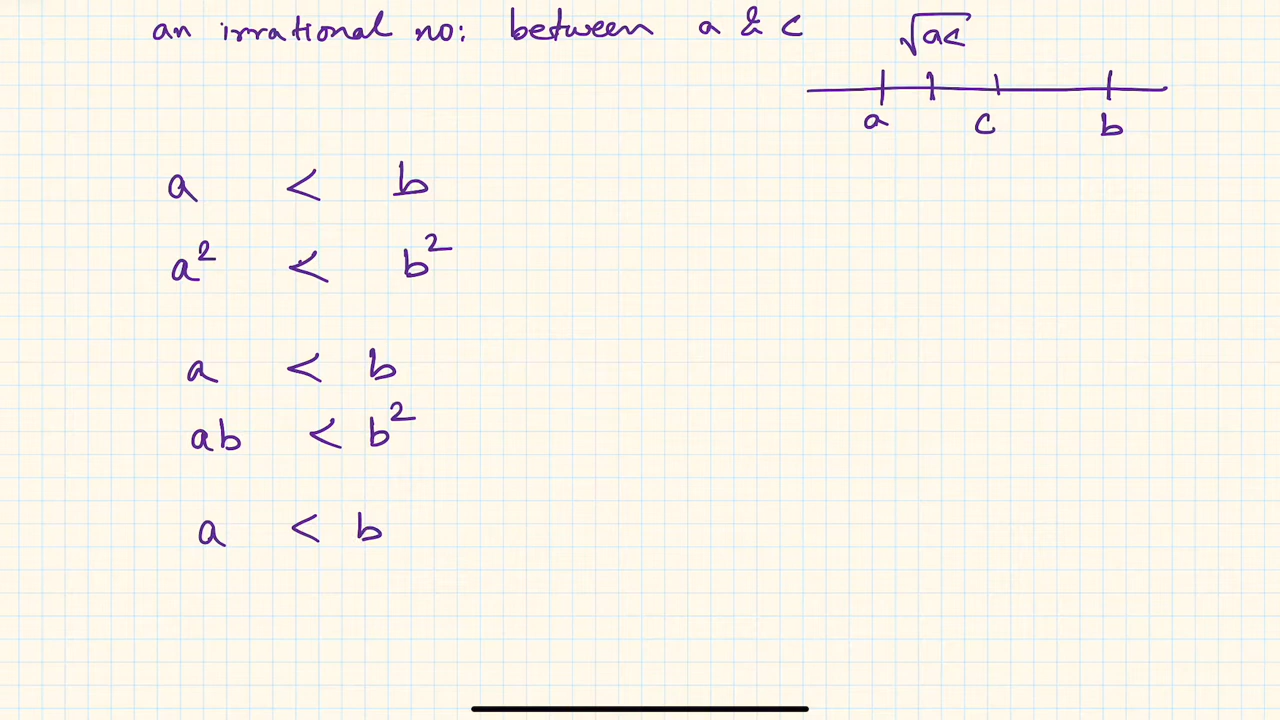 an irrational no: between a & c √ac
a c b
a < b
a² < b²
a < b
ab < b²
a < b